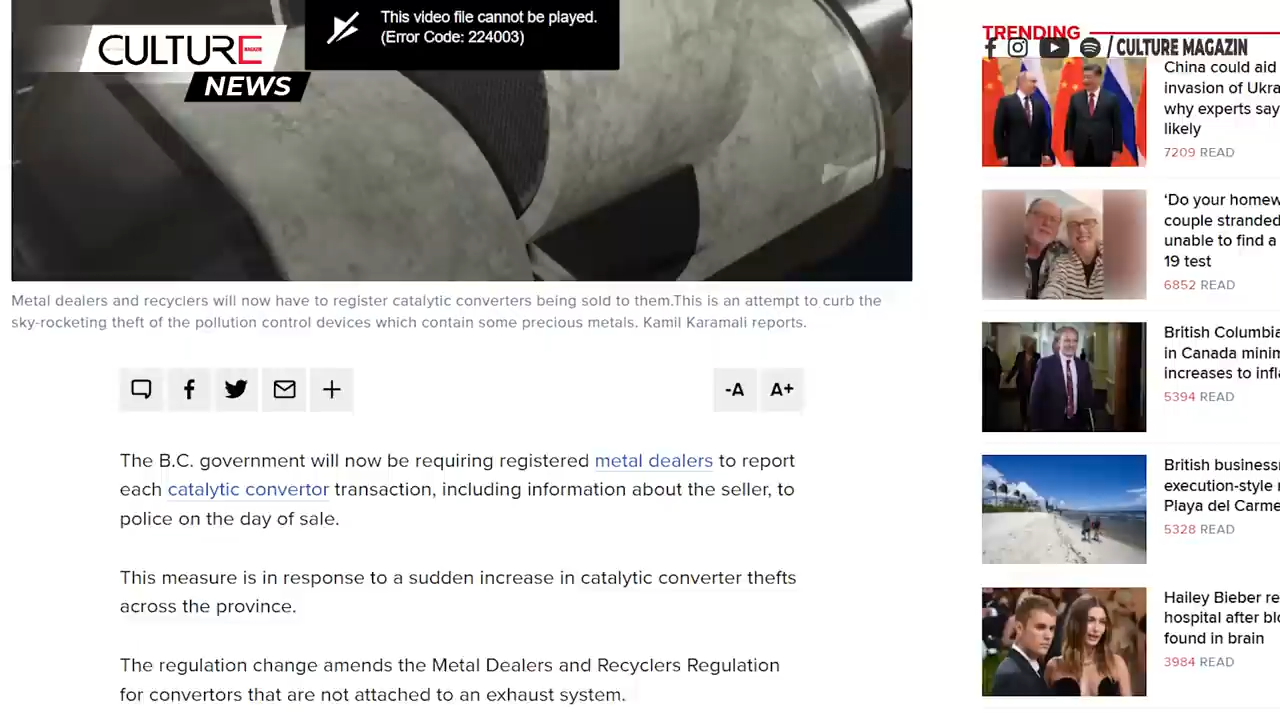 This video file cannot be played.
(Error Code: 224003)
CULTURE
NEWS
Metal dealers and recyclers will now have to register catalytic converters being sold to them.This is an attempt to curb the
sky-rocketing theft of the pollution control devices which contain some precious metals. Kamil Karamali reports.
-A A+
The B.C. government will now be requiring registered metal dealers to report
each catalytic convertor transaction, including information about the seller, to
police on the day of sale.
This measure is in response to a sudden increase in catalytic converter thefts
across the province.
The regulation change amends the Metal Dealers and Recyclers Regulation
for convertors that are not attached to an exhaust system.
TRENDING
/ CULTURE MAGAZIN
China could aid
invasion of Ukra
why experts say
likely
7209 READ
‘Do your homew
couple stranded
unable to find a
19 test
6852 READ
British Columbia
in Canada minim
increases to infla
5394 READ
British business
execution-style
Playa del Carme
5328 READ
Hailey Bieber re
hospital after blo
found in brain
3984 READ